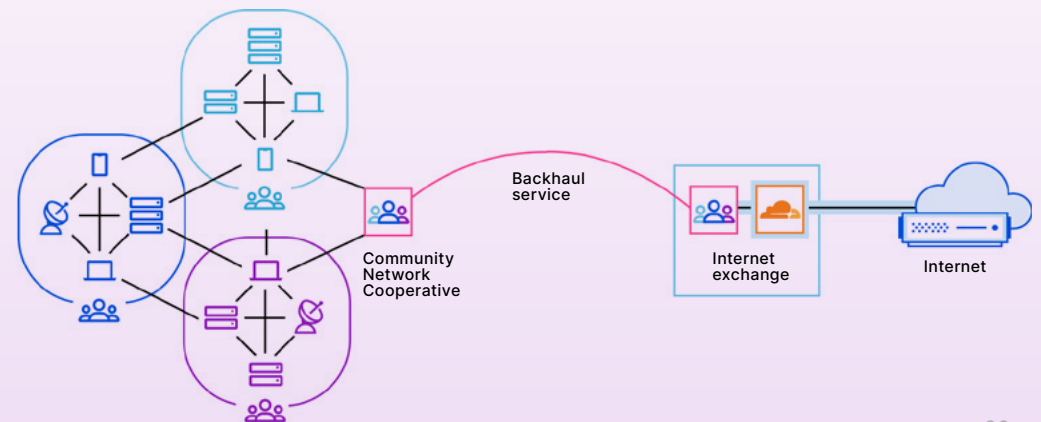 Backhaul
service
Community
Network
Cooperative
Internet
exchange
Internet